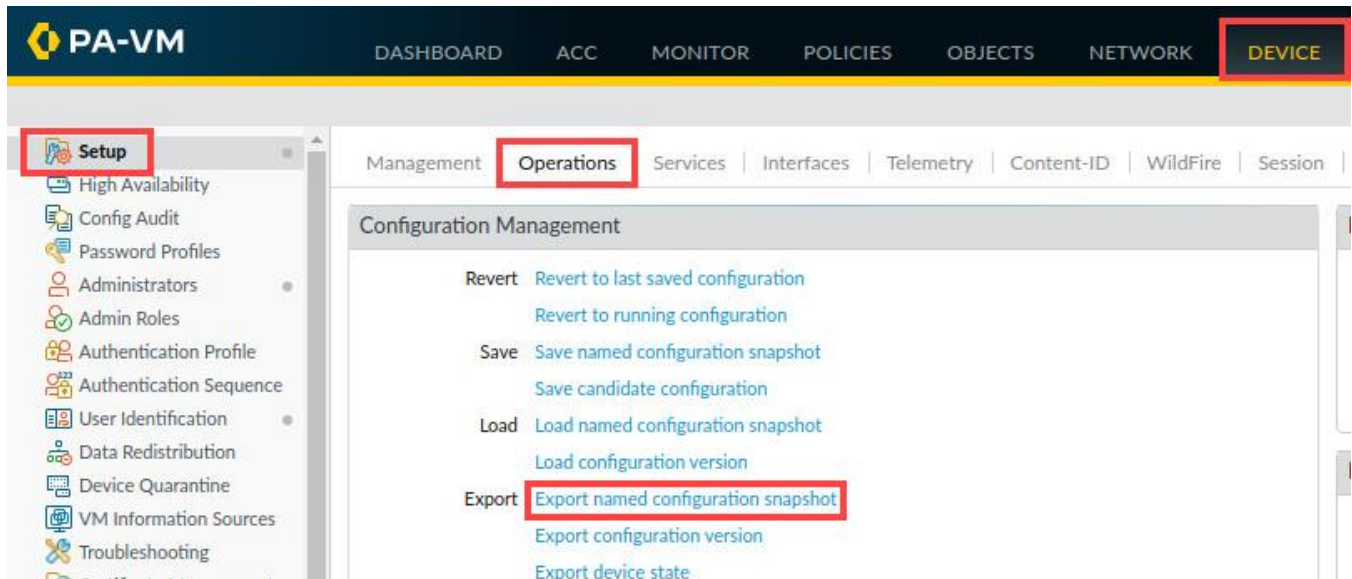 PA-VM
DASHBOARD ACC MONITOR POLICIES OBJECTS NETWORK DEVICE
Setup
High Availability
Config Audit
Password Profiles
Administrators
Admin Roles
Authentication Profile
Authentication Sequence
User Identification
Data Redistribution
Device Quarantine
VM Information Sources
Troubleshooting
Management Operations Services Interfaces Telemetry Content-ID WildFire Session
Configuration Management
Revert Revert to last saved configuration
Revert to running configuration
Save Save named configuration snapshot
Save candidate configuration
Load Load named configuration snapshot
Load configuration version
Export Export named configuration snapshot
Export configuration version
Export device state